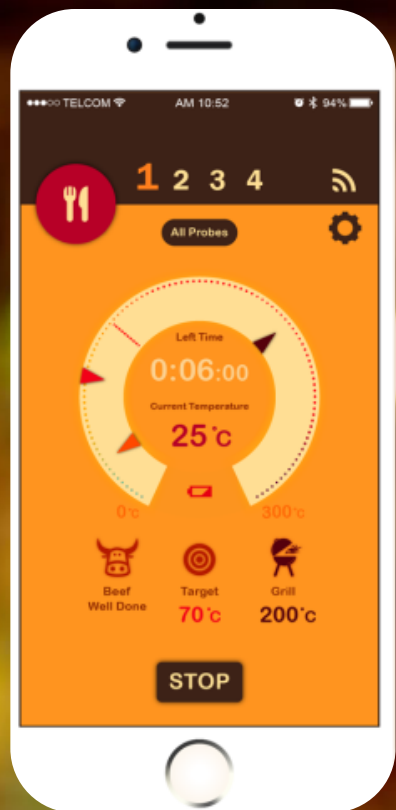 TELCOM AM 10:52 94%
1 2 3 4
All Probes
Left Time
0:06:00
Current Temperature
25°C
0°C 300°C
Beef
Well Done
Target
70°C
Grill
200°C
STOP